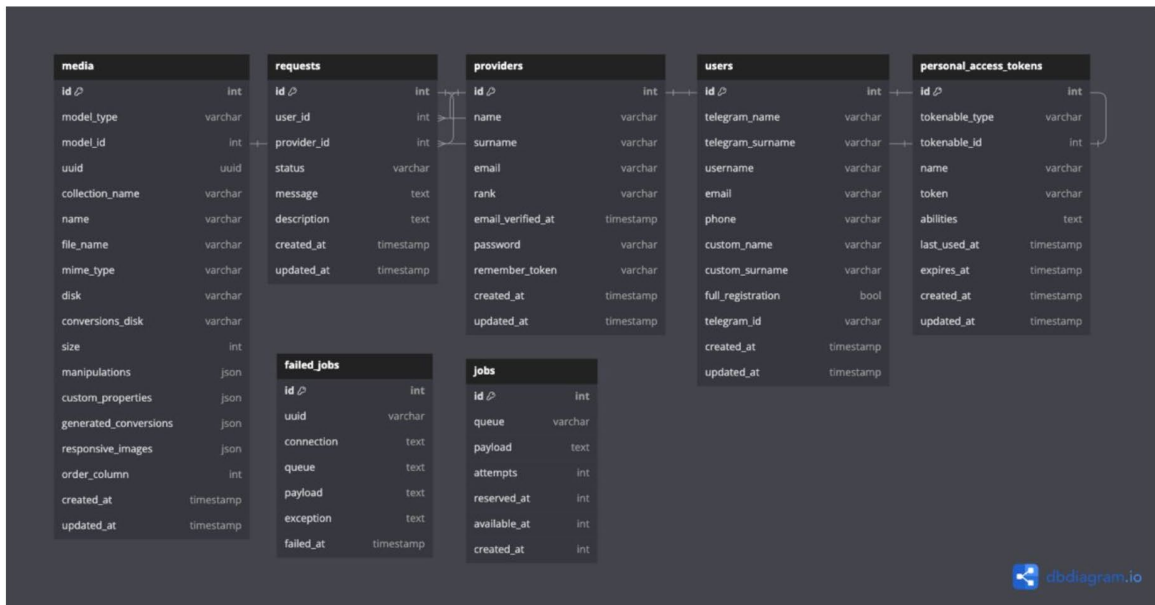 media
id int
model_type varchar
model_id int
uuid uuid
collection_name varchar
name varchar
file_name varchar
mime_type varchar
disk varchar
conversions_disk varchar
size int
manipulations json
custom_properties json
generated_conversions json
responsive_images json
order_column int
created_at timestamp
updated_at timestamp
requests
id int
user_id int
provider_id int
status varchar
message text
description text
created_at timestamp
updated_at timestamp
providers
id int
name varchar
surname varchar
email varchar
rank varchar
email_verified_at timestamp
password varchar
remember_token varchar
created_at timestamp
updated_at timestamp
users
id int
telegram_name varchar
telegram_surname varchar
username varchar
email varchar
phone varchar
custom_name varchar
custom_surname varchar
full_registration bool
telegram_id varchar
created_at timestamp
updated_at timestamp
personal_access_tokens
id int
tokenable_type varchar
tokenable_id int
name varchar
token varchar
abilities text
last_used_at timestamp
expires_at timestamp
created_at timestamp
updated_at timestamp
failed_jobs
id int
uuid varchar
connection text
queue text
payload text
exception text
failed_at timestamp
jobs
id int
queue varchar
payload text
attempts int
reserved_at int
available_at int
created_at int
dbdiagram.io